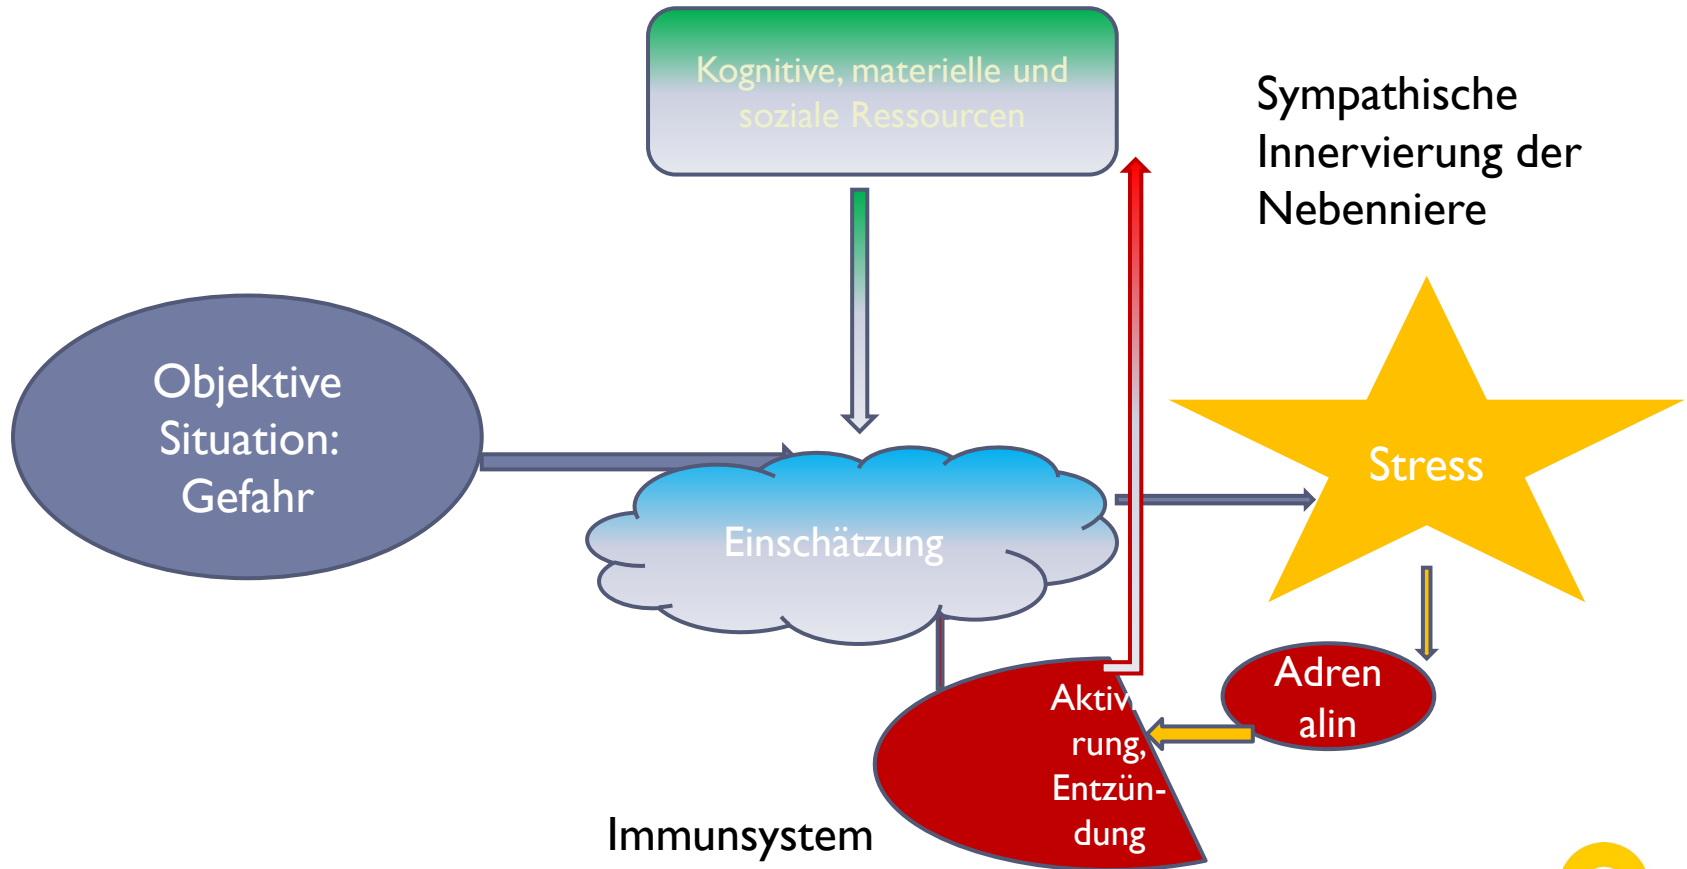 Kognitive, materielle und
soziale Ressourcen
Sympathische
Innervierung der
Nebenniere
Objektive
Situation:
Gefahr
Einschätzung
Stress
Adren
alin
Aktiv
rung,
Entzün-
dung
Immunsystem